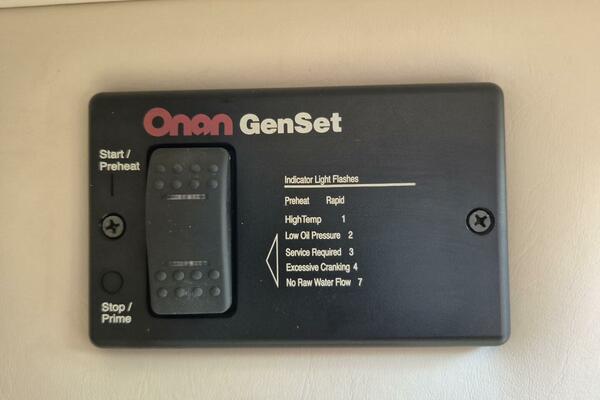 Onan GenSet
Start /
Preheat
Indicator Light Flashes
Preheat Rapid
HighTemp 1
Low Oil Pressure 2
Service Required 3
Excessive Cranking 4
No Raw Water Flow 7
Stop /
Prime